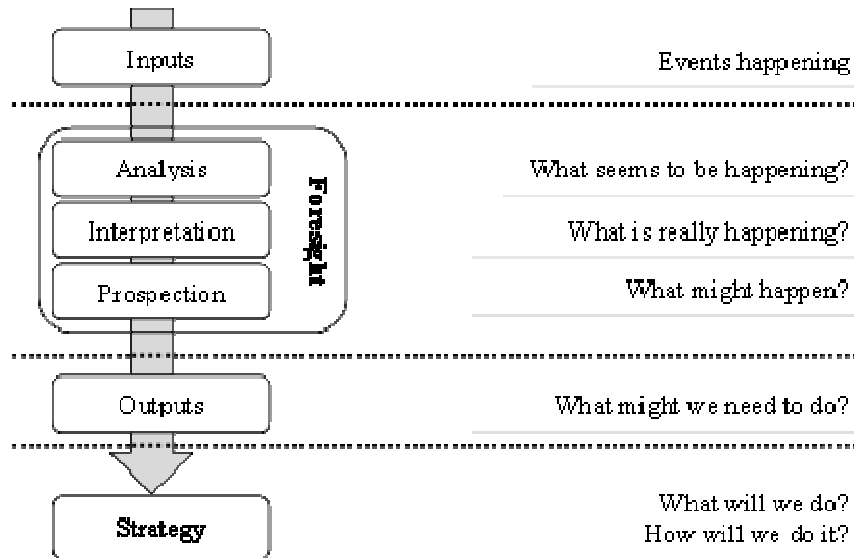 Inputs
Events happening
Analysis
What seems to be happening?
Interpretation
What is really happening?
Prospection
What might happen?
Foresight
Outputs
What might we need to do?
Strategy
What will we do?
How will we do it?